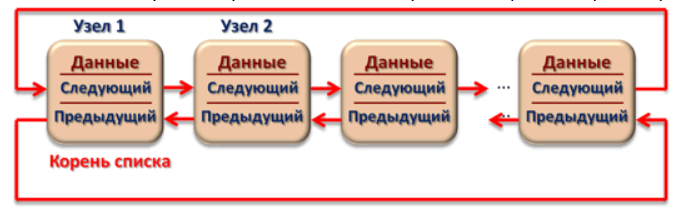 Узел 1 Узел 2
Данные Данные Данные Данные
Следующий Следующий Следующий ... Следующий
Предыдущий Предыдущий Предыдущий ... Предыдущий
Корень списка